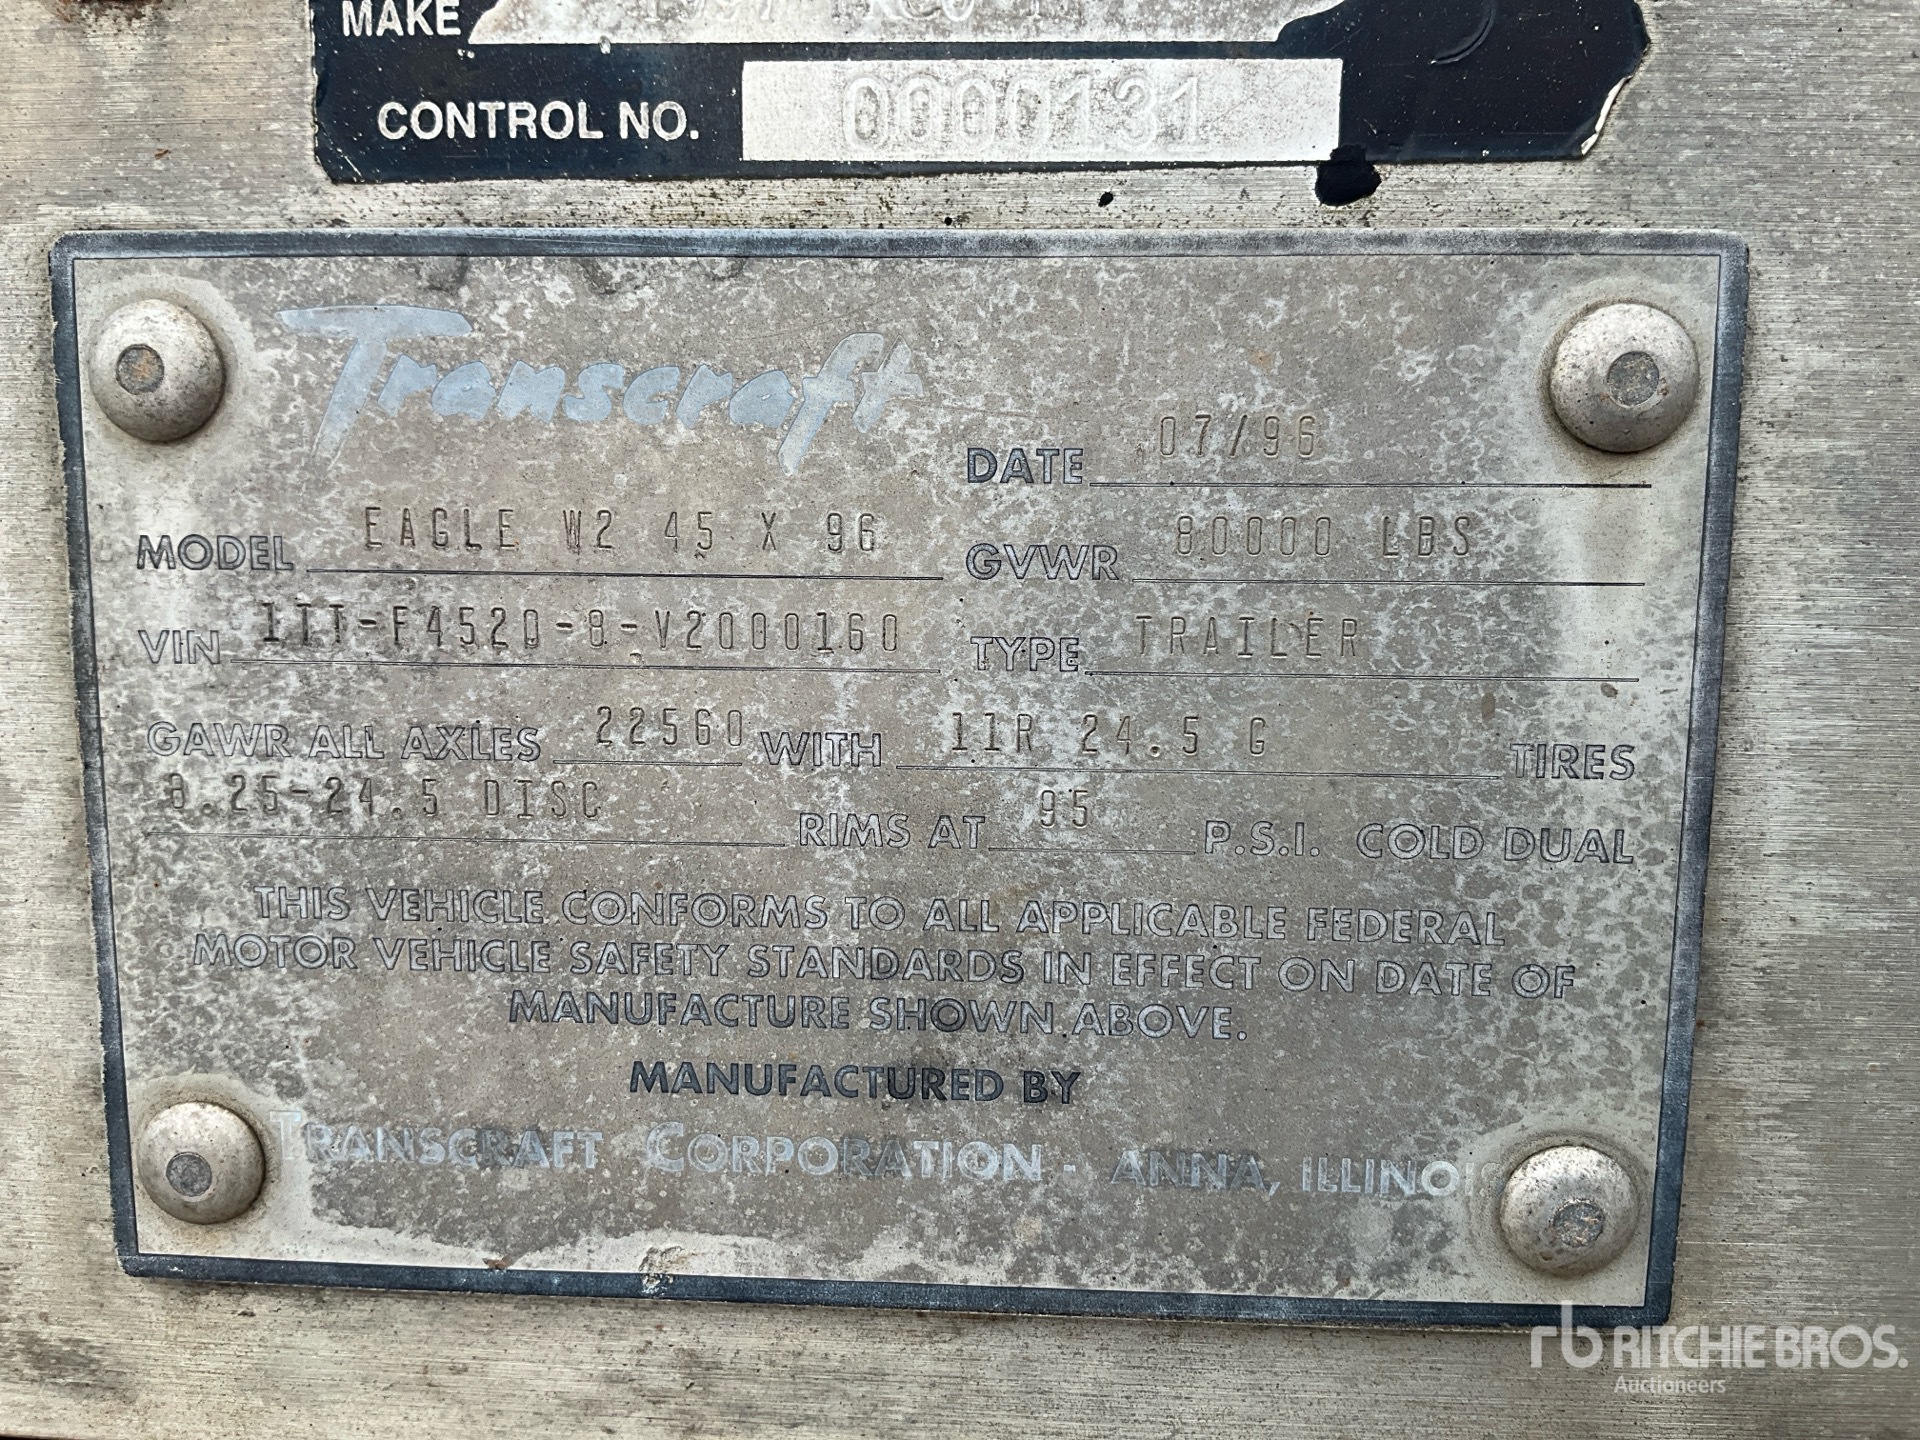 MAKE 1997
CONTROL NO. 0000131
Transcraft
DATE 07/96
MODEL EAGLE W2 45 X 96 GVWR 80000 LBS
VIN 1TT-F4520-8-V2000160 TYPE TRAILER
GAWR ALL AXLES 22560 WITH 11R 24.5 G TIRES
8.25-24.5 DISC RIMS AT 95 P.S.I. COLD DUAL
THIS VEHICLE CONFORMS TO ALL APPLICABLE FEDERAL
MOTOR VEHICLE SAFETY STANDARDS IN EFFECT ON DATE OF
MANUFACTURE SHOWN ABOVE.
MANUFACTURED BY
TRANSCRAFT CORPORATION - ANNA, ILLINOIS
rb RITCHIE BROS.
Auctioneers